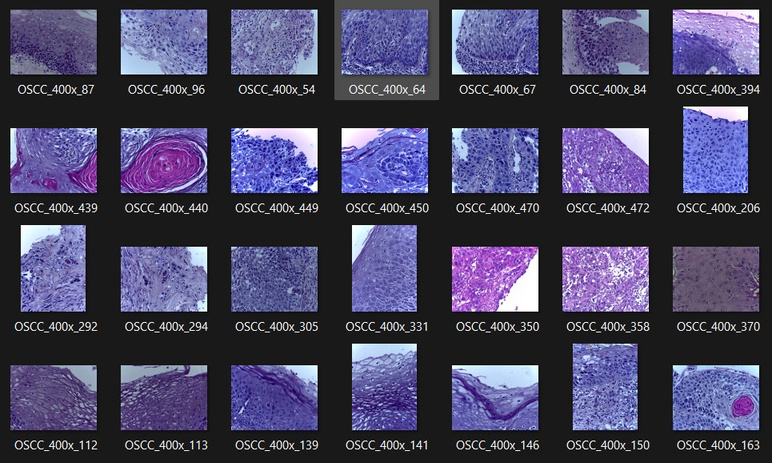 OSCC_400x_87 OSCC_400x_96 OSCC_400x_54 OSCC_400x_64 OSCC_400x_67 OSCC_400x_84 OSCC_400x_394
OSCC_400x_439 OSCC_400x_440 OSCC_400x_449 OSCC_400x_450 OSCC_400x_470 OSCC_400x_472 OSCC_400x_206
OSCC_400x_292 OSCC_400x_294 OSCC_400x_305 OSCC_400x_331 OSCC_400x_350 OSCC_400x_358 OSCC_400x_370
OSCC_400x_112 OSCC_400x_113 OSCC_400x_139 OSCC_400x_141 OSCC_400x_146 OSCC_400x_150 OSCC_400x_163